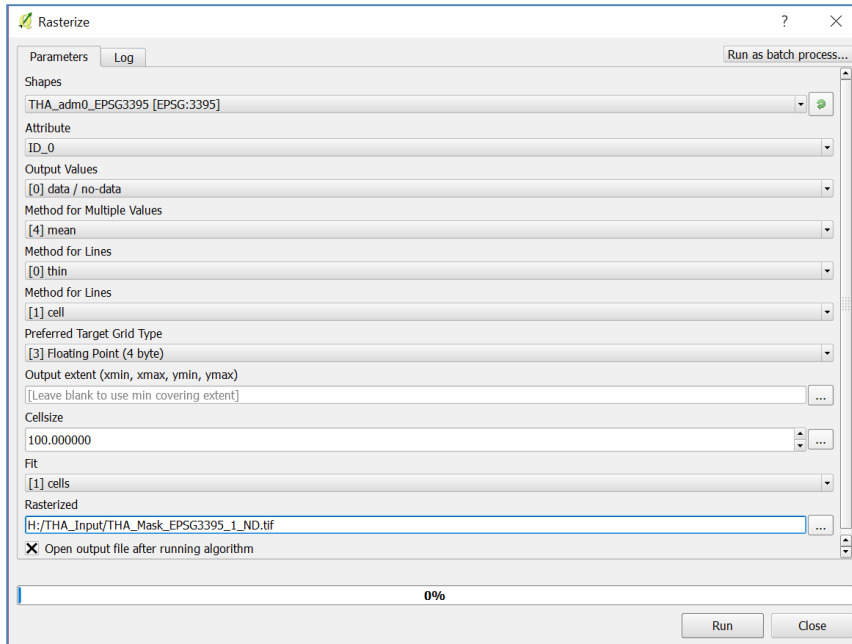 Rasterize
Parameters
Log
Run as batch process...
Shapes
THA_adm0_EPSG3395 [EPSG:3395]
Attribute
ID_0
Output Values
[0] data / no-data
Method for Multiple Values
[4] mean
Method for Lines
[0] thin
Method for Lines
[1] cell
Preferred Target Grid Type
[3] Floating Point (4 byte)
Output extent (xmin, xmax, ymin, ymax)
[Leave blank to use min covering extent]
...
Cellsize
100.000000
...
Fit
[1] cells
Rasterized
H:/THA_Input/THA_Mask_EPSG3395_1_ND.tif
...
Open output file after running algorithm
0%
Run
Close